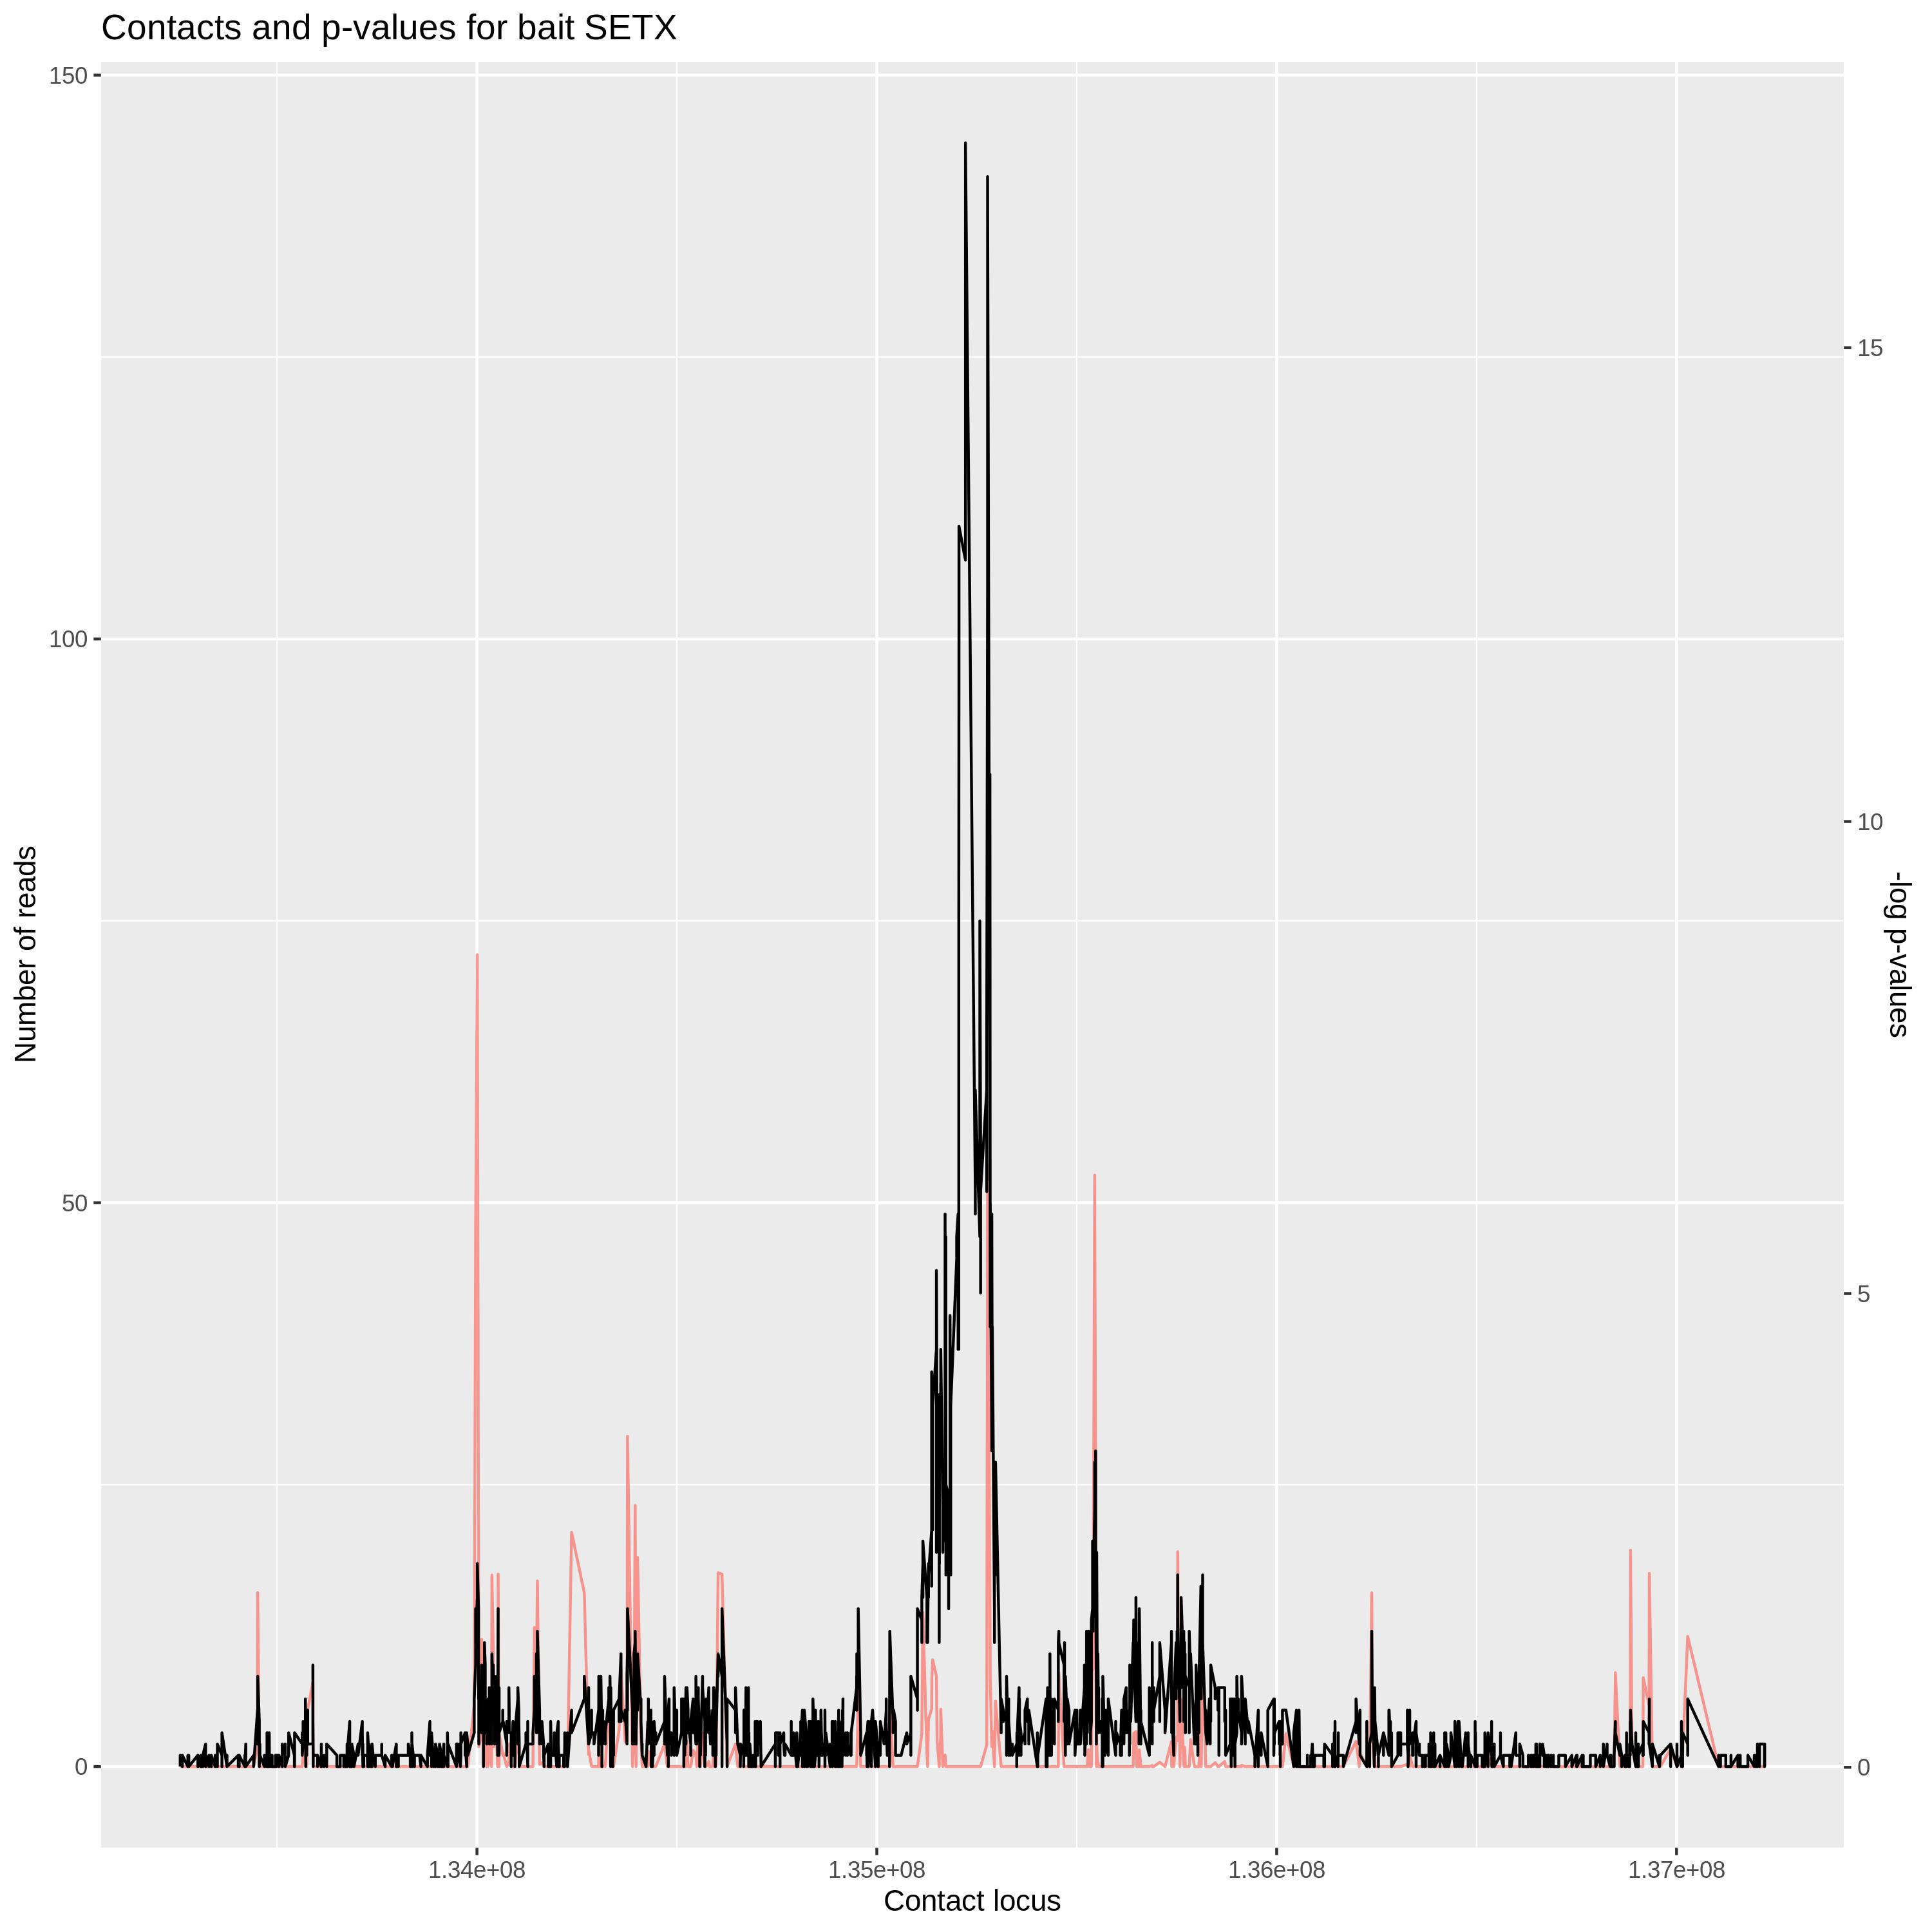 Contacts and p-values for bait SETX
150
100
50
0
Number of reads
15
10
5
0
-log p-values
1.34e+08
1.35e+08
1.36e+08
1.37e+08
Contact locus